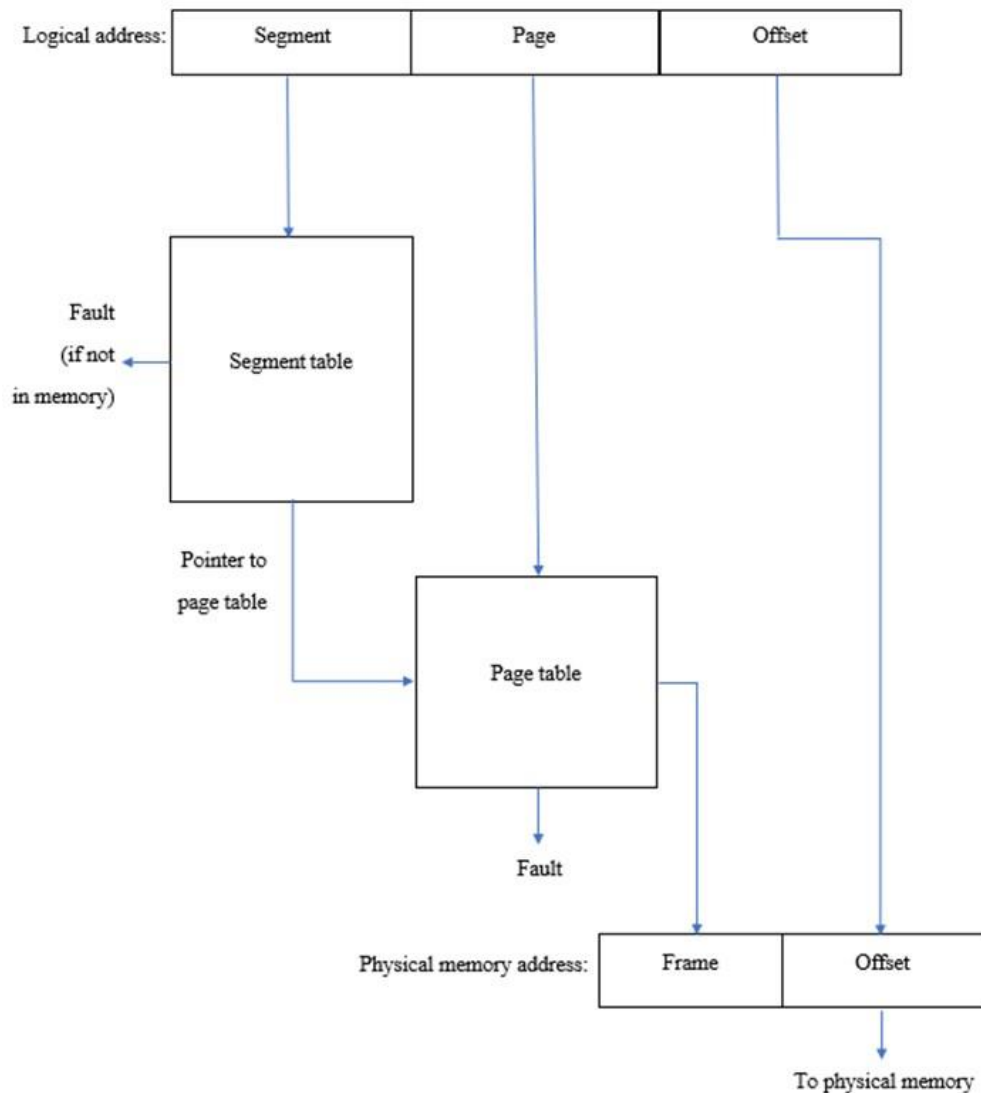 Logical address:
Segment
Page
Offset
Fault
(if not
in memory)
Segment table
Pointer to
page table
Page table
Fault
Physical memory address:
Frame
Offset
To physical memory